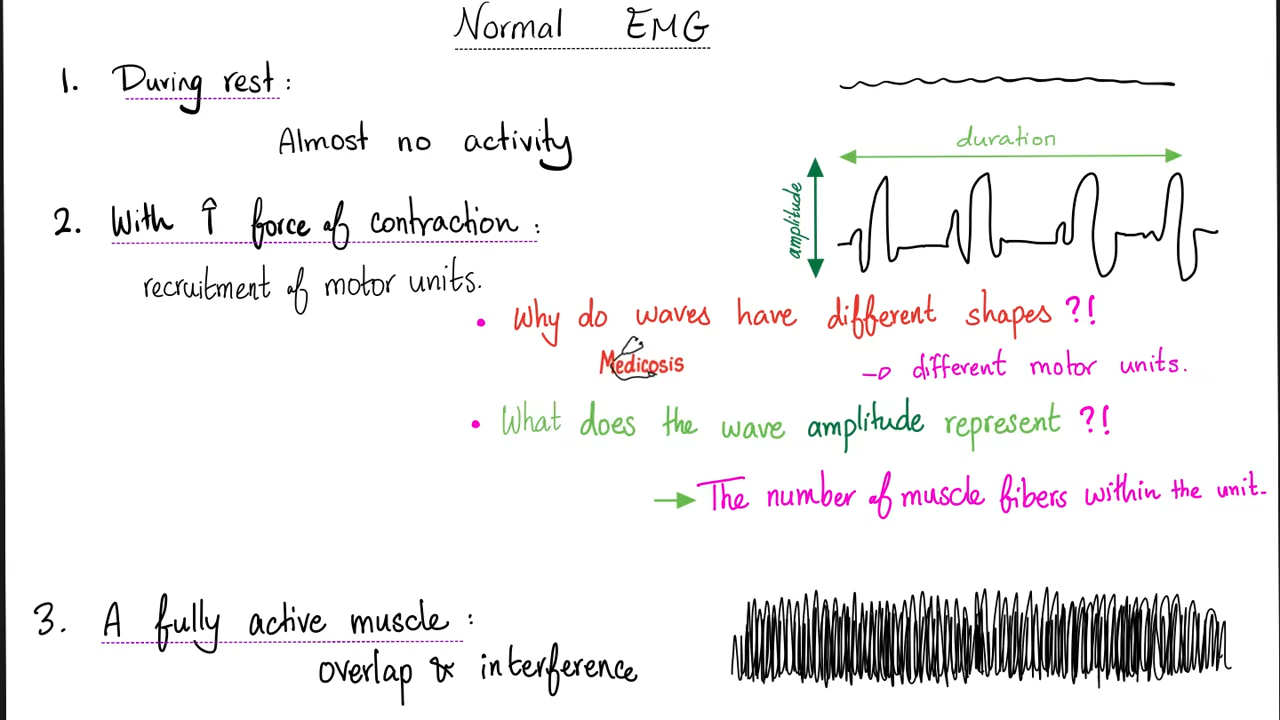 Normal EMG
1. During rest:
Almost no activity
duration
amplitude
2. With ↑ force of contraction:
recruitment of motor units.
• Why do waves have different shapes ?!
Medicosis
→ different motor units.
• What does the wave amplitude represent ?!
→ The number of muscle fibers within the unit.
3. A fully active muscle:
overlap & interference